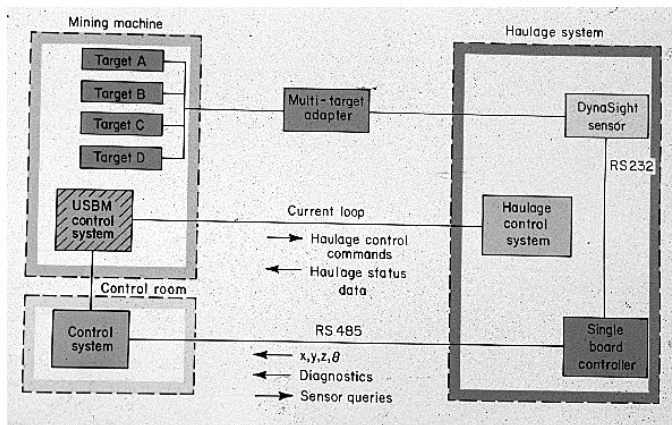 Mining machine
Haulage system
Target A
Target B
Target C
Target D
Multi-target
adapter
DynaSight
sensor
RS232
USBM
control
system
Current loop
Haulage control
commands
Haulage status
data
Haulage
control
system
Control room
Control
system
RS 485
x,y,z,θ
Diagnostics
Sensor queries
Single
board
controller